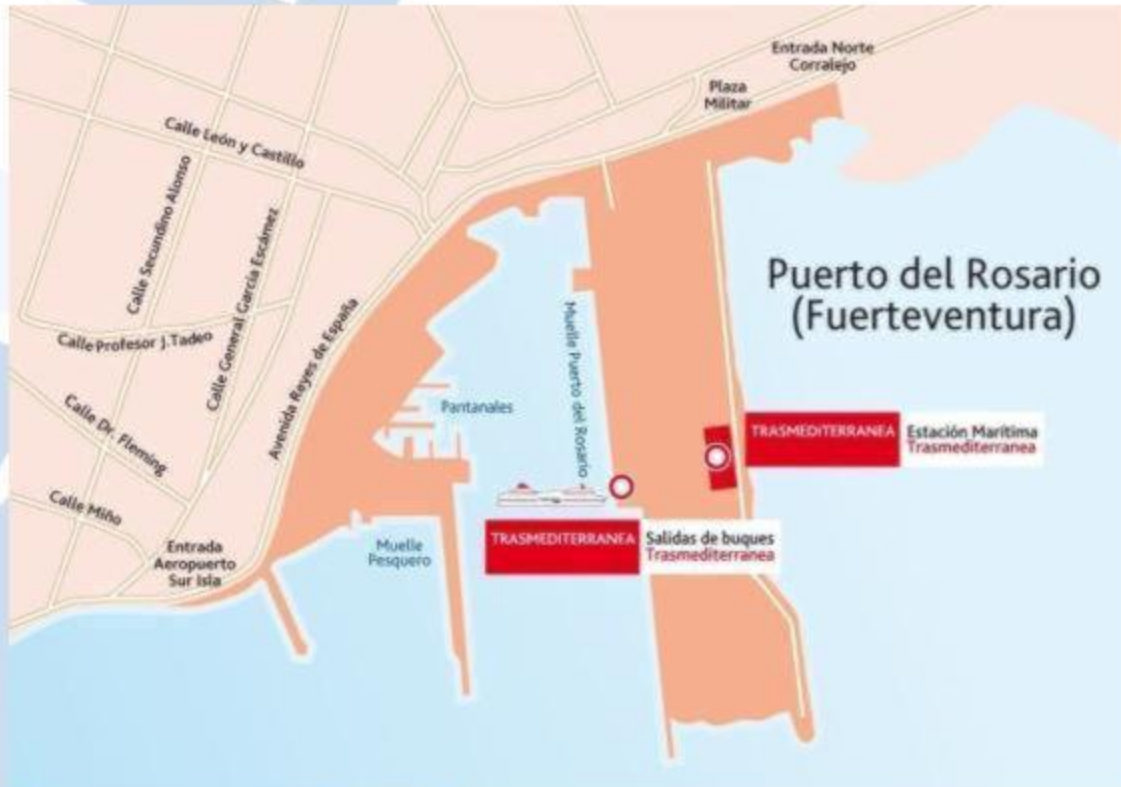 Entrada Norte
Corralejo
Plaza
Militar
Calle León y Castillo
Calle Secundino Alonso
Calle General García Escámez
Puerto del Rosario
(Fuerteventura)
Calle Profesor J.Tadeo
Avenida Reyes de España
Muelle Puerto del Rosario
Pantanales
Calle Dr. Fleming
TRASMEDITERRANEA
Estación Marítima
Trasmediterranea
Calle Miño
Entrada
Aeropuerto
Sur Isla
Muelle
Pesquero
TRASMEDITERRANEA
Salidas de buques
Trasmediterranea